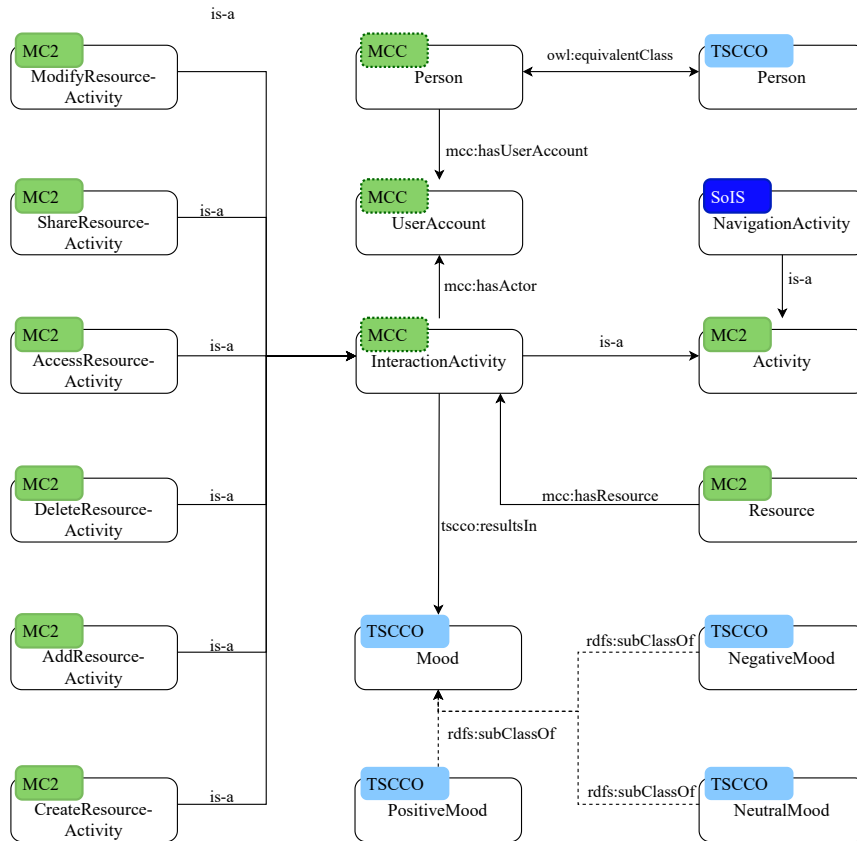 is-a
MC2
ModifyResource-
Activity
MCC
Person
owl:equivalentClass
TSCCO
Person
mcc:hasUserAccount
MC2
ShareResource-
Activity
is-a
MCC
UserAccount
SoIS
NavigationActivity
mcc:hasActor
is-a
MC2
AccessResource-
Activity
is-a
MCC
InteractionActivity
is-a
MC2
Activity
MC2
DeleteResource-
Activity
is-a
mcc:hasResource
MC2
Resource
tscco:resultsIn
MC2
AddResource-
Activity
is-a
TSCCO
Mood
rdfs:subClassOf
TSCCO
NegativeMood
rdfs:subClassOf
MC2
CreateResource-
Activity
is-a
TSCCO
PositiveMood
rdfs:subClassOf
TSCCO
NeutralMood